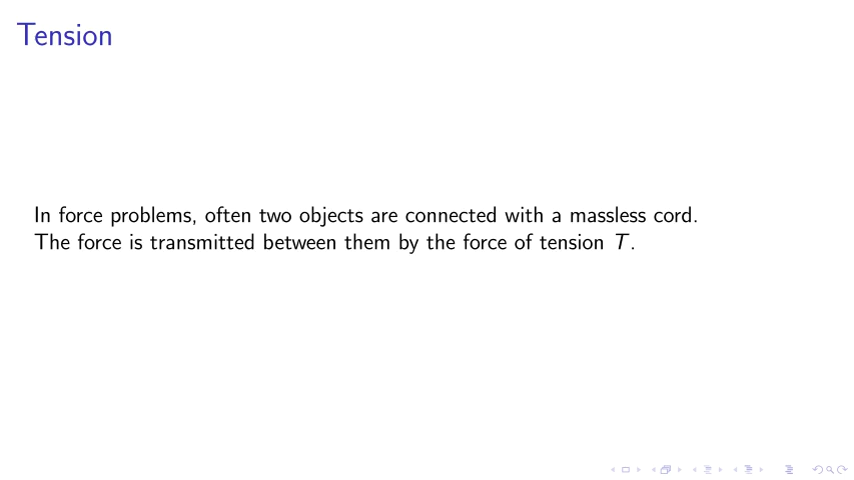 Tension
In force problems, often two objects are connected with a massless cord.
The force is transmitted between them by the force of tension T.